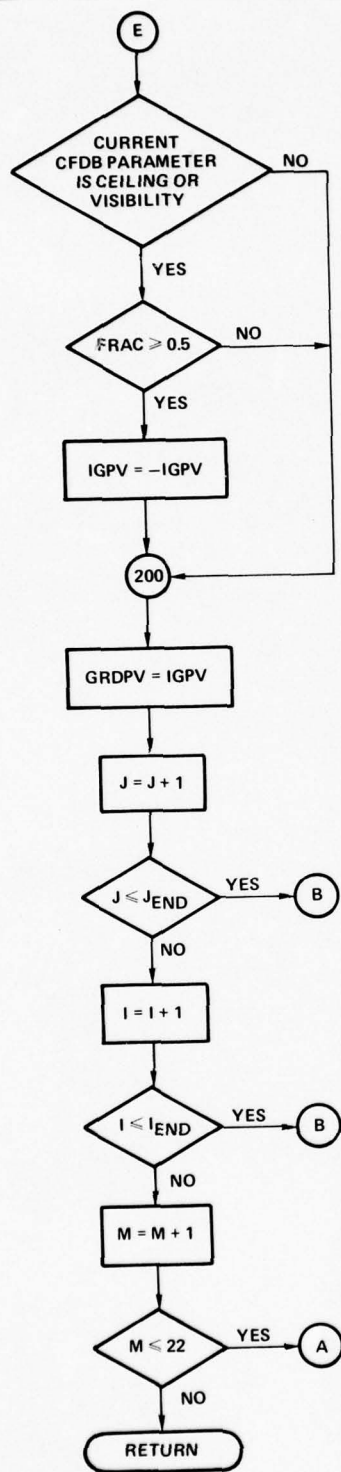 E
CURRENT
CFDB PARAMETER
IS CEILING OR
VISIBILITY
NO
YES
FRAC ≥ 0.5
NO
YES
IGPV = −IGPV
200
GRDPV = IGPV
J = J + 1
J ≤ JEND
YES
B
NO
I = I + 1
I ≤ IEND
YES
B
NO
M = M + 1
M ≤ 22
YES
A
NO
RETURN